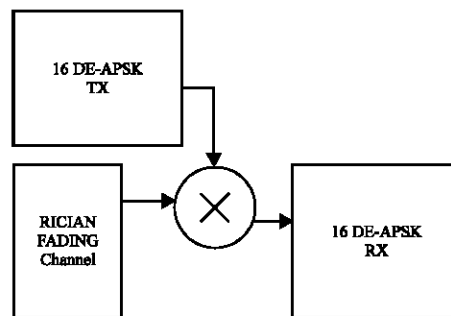 16 DE-APSK
TX
RICIAN
FADING
Channel
16 DE-APSK
RX